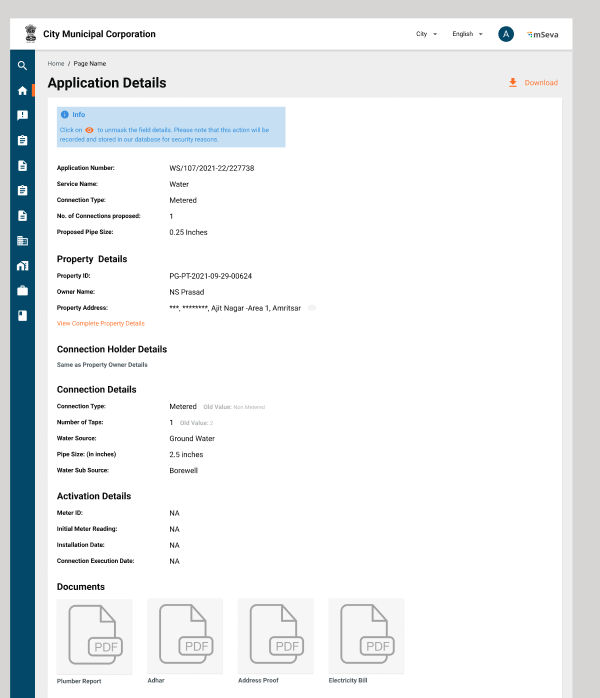 City Municipal Corporation
City
English
A
mSeva
Home / Page Name
Application Details
Download
Info
Click on to unmask the field details. Please note that this action will be
recorded and stored in our database for security reasons.
Application Number: WS/107/2021-22/227738
Service Name: Water
Connection Type: Metered
No. of Connections proposed: 1
Proposed Pipe Size: 0.25 Inches
Property Details
Property ID: PG-PT-2021-09-29-00624
Owner Name: NS Prasad
Property Address: ***, ********, Ajit Nagar -Area 1, Amritsar
View Complete Property Details
Connection Holder Details
Same as Property Owner Details
Connection Details
Connection Type: Metered Old Value: Non Metered
Number of Taps: 1 Old Value: 2
Water Source: Ground Water
Pipe Size: (in inches) 2.5 inches
Water Sub Source: Borewell
Activation Details
Meter ID: NA
Initial Meter Reading: NA
Installation Date: NA
Connection Execution Date: NA
Documents
PDF PDF PDF PDF
Plumber Report Adhar Address Proof Electricity Bill